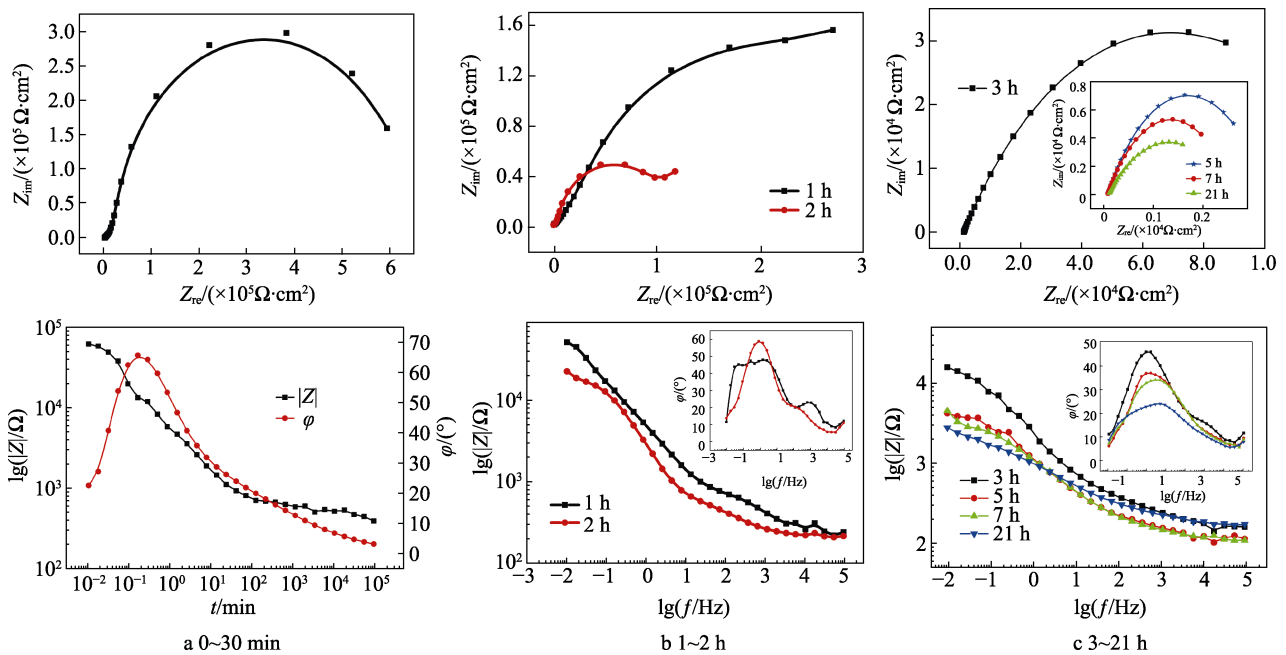 3.0
2.5
2.0
1.5
1.0
0.5
0.0
Z_im/(×10^5 Ω·cm^2)
0 1 2 3 4 5 6
Z_re/(×10^5Ω·cm^2)
1.6
1.2
0.8
0.4
0.0
Z_im/(×10^5 Ω·cm^2)
1 h
2 h
0 1 2 3
Z_re/(×10^5 Ω·cm^2)
3
2
1
0
Z_im/(×10^4 Ω·cm^2)
3 h
0.8
0.6
0.4
0.2
0
Z_im/(×10^4 Ω·cm^2)
5 h
7 h
21 h
0 0.1 0.2
Z_re/(×10^4Ω·cm^2)
0.0 2.0 4.0 6.0 8.0 1.0
Z_re/(×10^4Ω·cm^2)
10^5
10^4
10^3
10^2
lg(|Z|/Ω)
|Z|
φ
70
60
50
40
30
20
10
0
φ/(°)
10^-2 10^-1 10^0 10^1 10^2 10^3 10^4 10^5
t/min
a 0~30 min
10^4
10^3
10^2
lg(|Z|/Ω)
60
50
40
30
20
10
0
φ/(°)
−3 −1 1 3 5
lg(f/Hz)
1 h
2 h
−3 −2 −1 0 1 2 3 4 5
lg(f/Hz)
b 1~2 h
4
3
2
lg(|Z|/Ω)
50
40
30
20
10
0
φ/(°)
−1 1 3 5
lg(f/Hz)
3 h
5 h
7 h
21 h
−2 −1 0 1 2 3 4 5
lg(f/Hz)
c 3~21 h